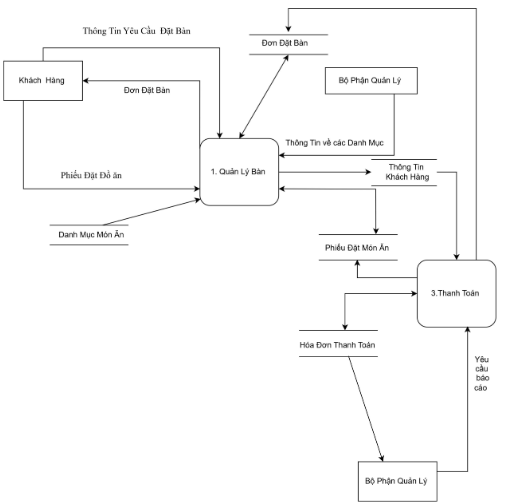 Thông Tin Yêu Cầu Đặt Bàn
Đơn Đặt Bàn
Khách Hàng
Bộ Phận Quản Lý
Đơn Đặt Bàn
Thông Tin về các Danh Mục
1. Quản Lý Bàn
Thông Tin
Khách Hàng
Phiếu Đặt Đồ ăn
Danh Mục Món Ăn
Phiếu Đặt Món Ăn
3.Thanh Toán
Hóa Đơn Thanh Toán
Yêu
cầu
báo
cáo
Bộ Phận Quản Lý